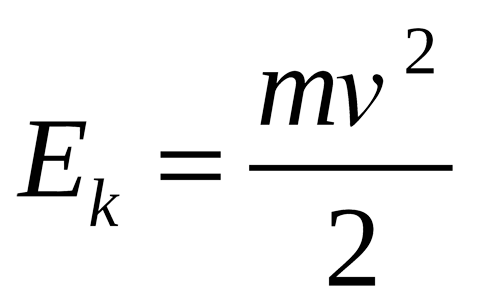 E_k = mv^2/2